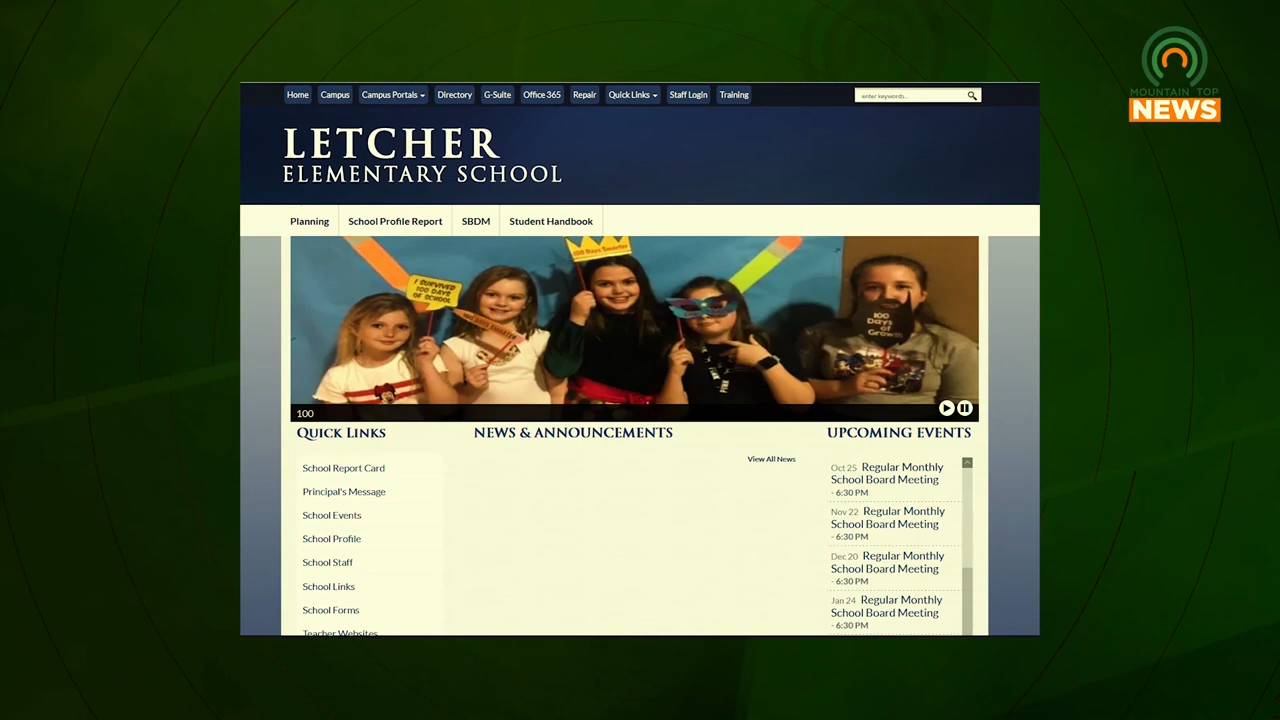 MOUNTAIN TOP
NEWS
Home Campus Campus Portals Directory G-Suite Office 365 Repair Quick Links Staff Login Training
enter keywords..
LETCHER
ELEMENTARY SCHOOL
Planning School Profile Report SBDM Student Handbook
100 Days Smarter
I SURVIVED
100 DAYS
OF SCHOOL
100
Days
of
Growth
100
QUICK LINKS
NEWS & ANNOUNCEMENTS
UPCOMING EVENTS
School Report Card
Principal's Message
School Events
School Profile
School Staff
School Links
School Forms
Teacher Websites
View All News
Oct 25 Regular Monthly
School Board Meeting
- 6:30 PM
Nov 22 Regular Monthly
School Board Meeting
- 6:30 PM
Dec 20 Regular Monthly
School Board Meeting
- 6:30 PM
Jan 24 Regular Monthly
School Board Meeting
- 6:30 PM